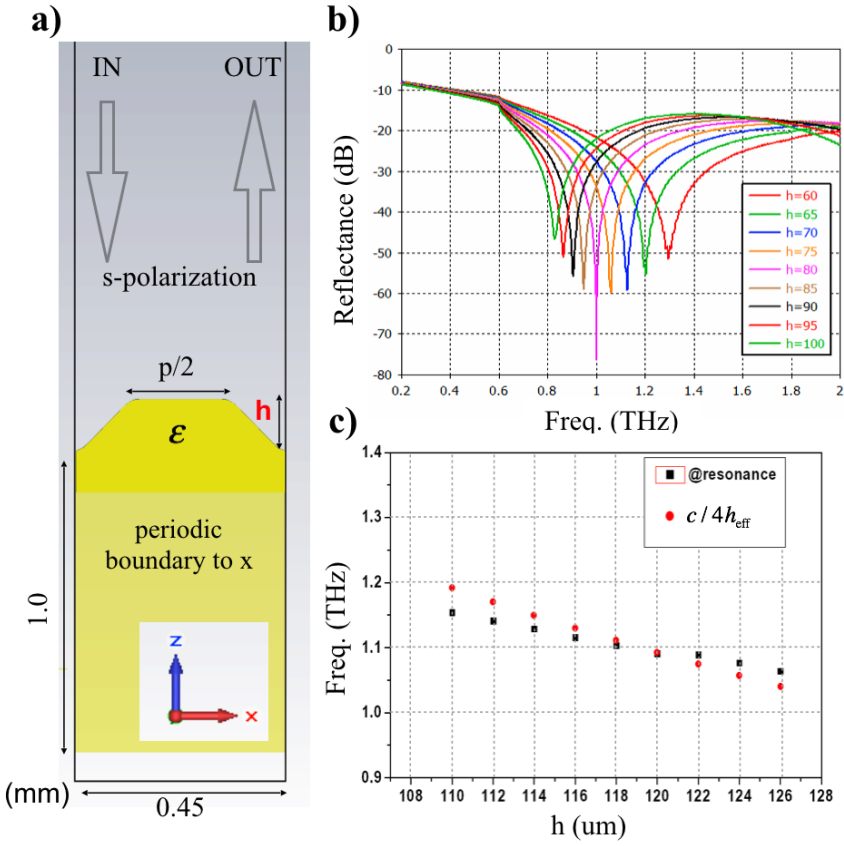 a)
IN
OUT
s-polarization
p/2
h
ε
periodic
boundary to x
1.0
z
x
(mm)
0.45
b)
Reflectance (dB)
0
-10
-20
-30
-40
-50
-60
-70
-80
0.2
0.4
0.6
0.8
1
1.2
1.4
1.6
1.8
2
Freq. (THz)
h=60
h=65
h=70
h=75
h=80
h=85
h=90
h=95
h=100
c)
Freq. (THz)
1.4
1.3
1.2
1.1
1.0
0.9
@resonance
c / 4h_eff
108
110
112
114
116
118
120
122
124
126
128
h (um)